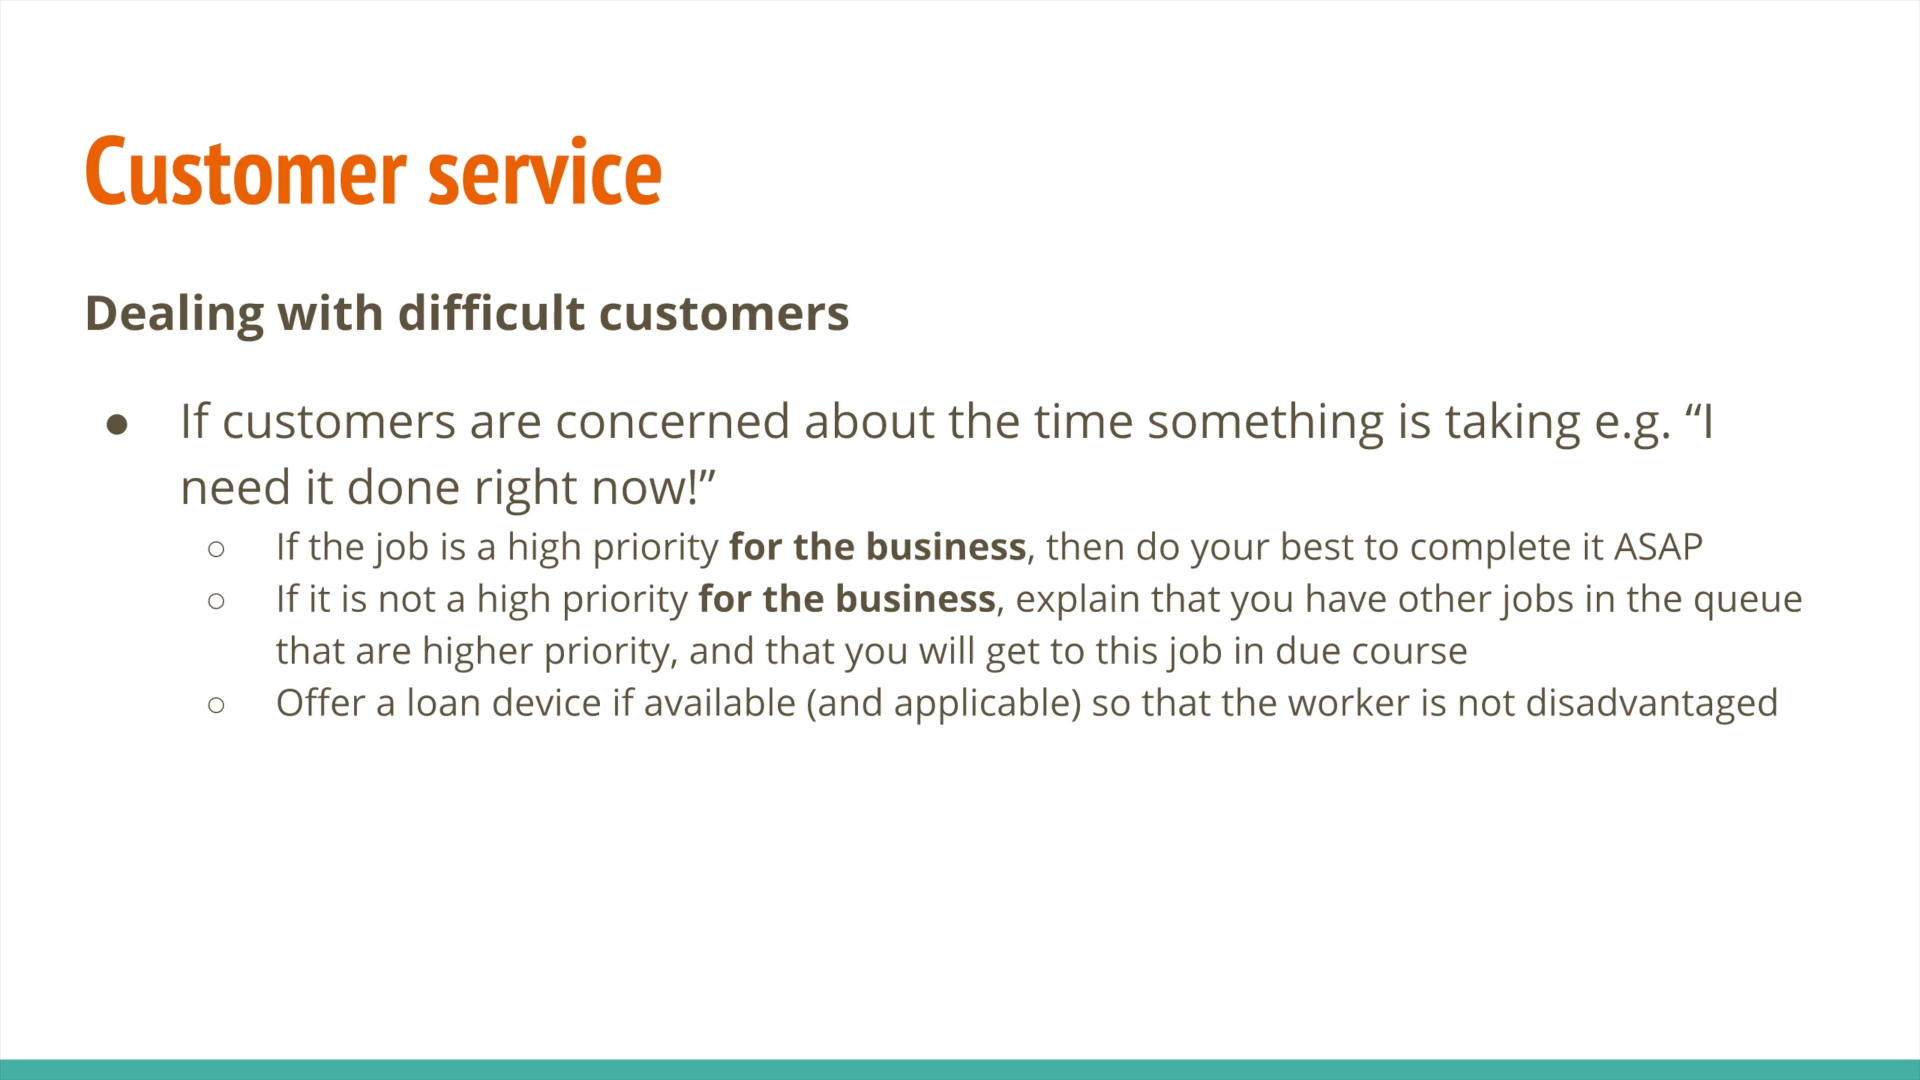 Customer service
Dealing with difficult customers
● If customers are concerned about the time something is taking e.g. “I
need it done right now!”
○ If the job is a high priority for the business, then do your best to complete it ASAP
○ If it is not a high priority for the business, explain that you have other jobs in the queue
that are higher priority, and that you will get to this job in due course
○ Offer a loan device if available (and applicable) so that the worker is not disadvantaged